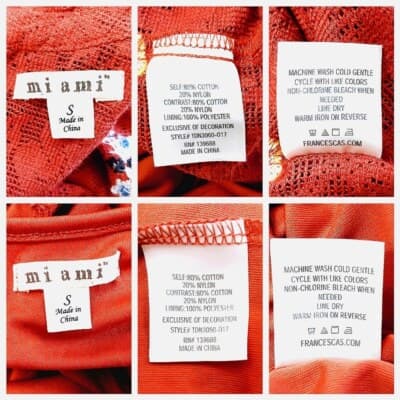 miami
S
Made in
China
SELF:80% COTTON
20% NYLON
CONTRAST:80% COTTON
20% NYLON
LINING:100% POLYESTER
EXCLUSIVE OF DECORATION
STYLE# TON3060-017
RN# 139688
MADE IN CHINA
MACHINE WASH COLD GENTLE
CYCLE WITH LIKE COLORS
NON-CHLORINE BLEACH WHEN
NEEDED
LINE DRY
WARM IRON ON REVERSE
FRANCESCAS.COM
miami
S
Made in
China
SELF:80% COTTON
20% NYLON
CONTRAST:80% COTTON
20% NYLON
LINING:100% POLYESTER
EXCLUSIVE OF DECORATION
STYLE# TON3060-017
RN# 139688
MADE IN CHINA
MACHINE WASH COLD GENTLE
CYCLE WITH LIKE COLORS
NON-CHLORINE BLEACH WHEN
NEEDED
LINE DRY
WARM IRON ON REVERSE
FRANCESCAS.COM